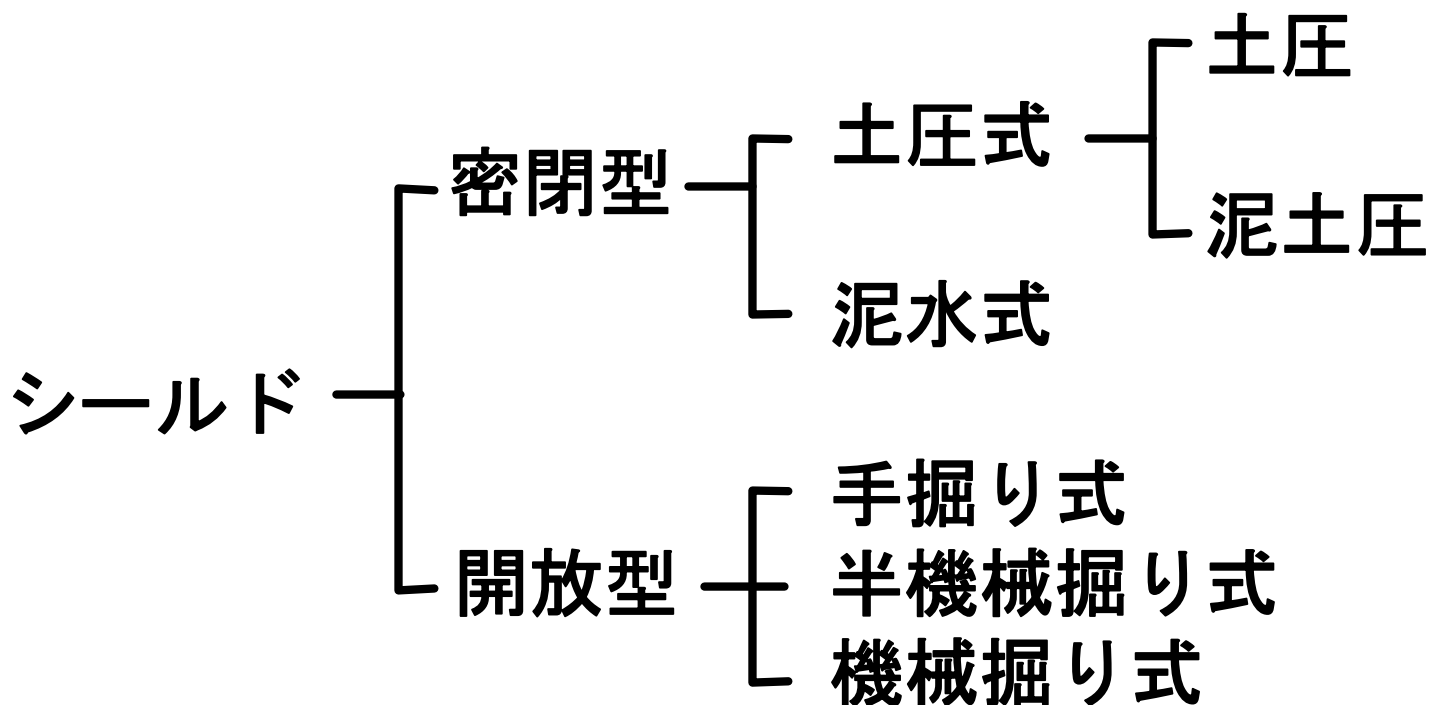 シールド
密閉型
土圧式
土圧
泥土圧
泥水式
開放型
手掘り式
半機械掘り式
機械掘り式